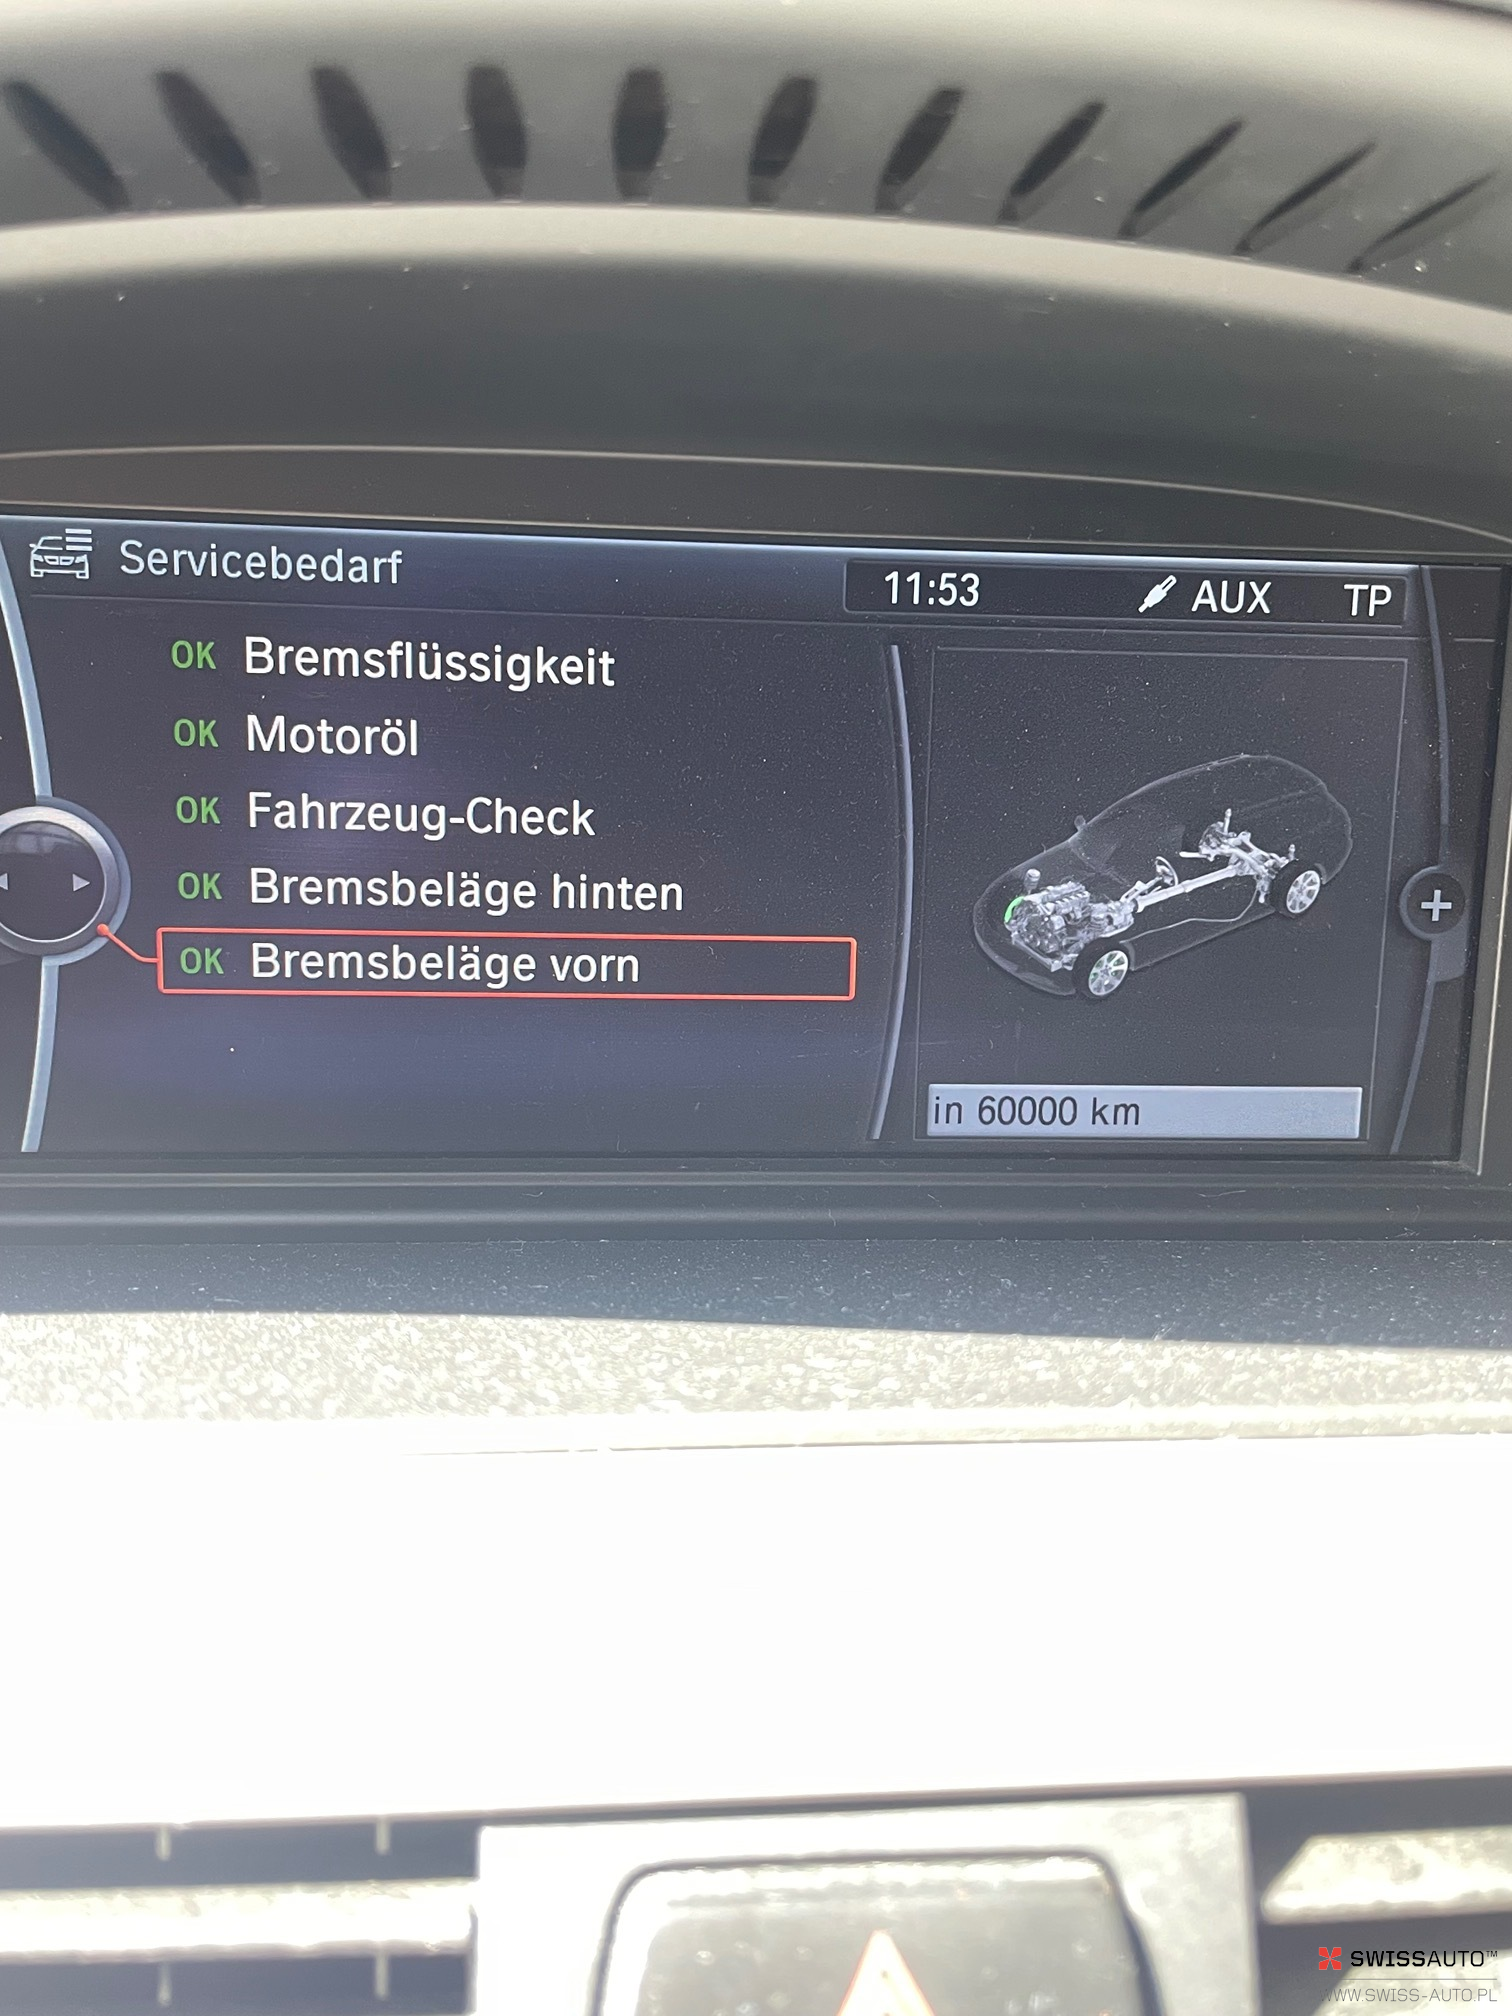 Servicebedarf
11:53 AUX TP
OK Bremsflüssigkeit
OK Motoröl
OK Fahrzeug-Check
OK Bremsbeläge hinten
OK Bremsbeläge vorn
in 60000 km
SWISSAUTO™
WWW.SWISS-AUTO.PL